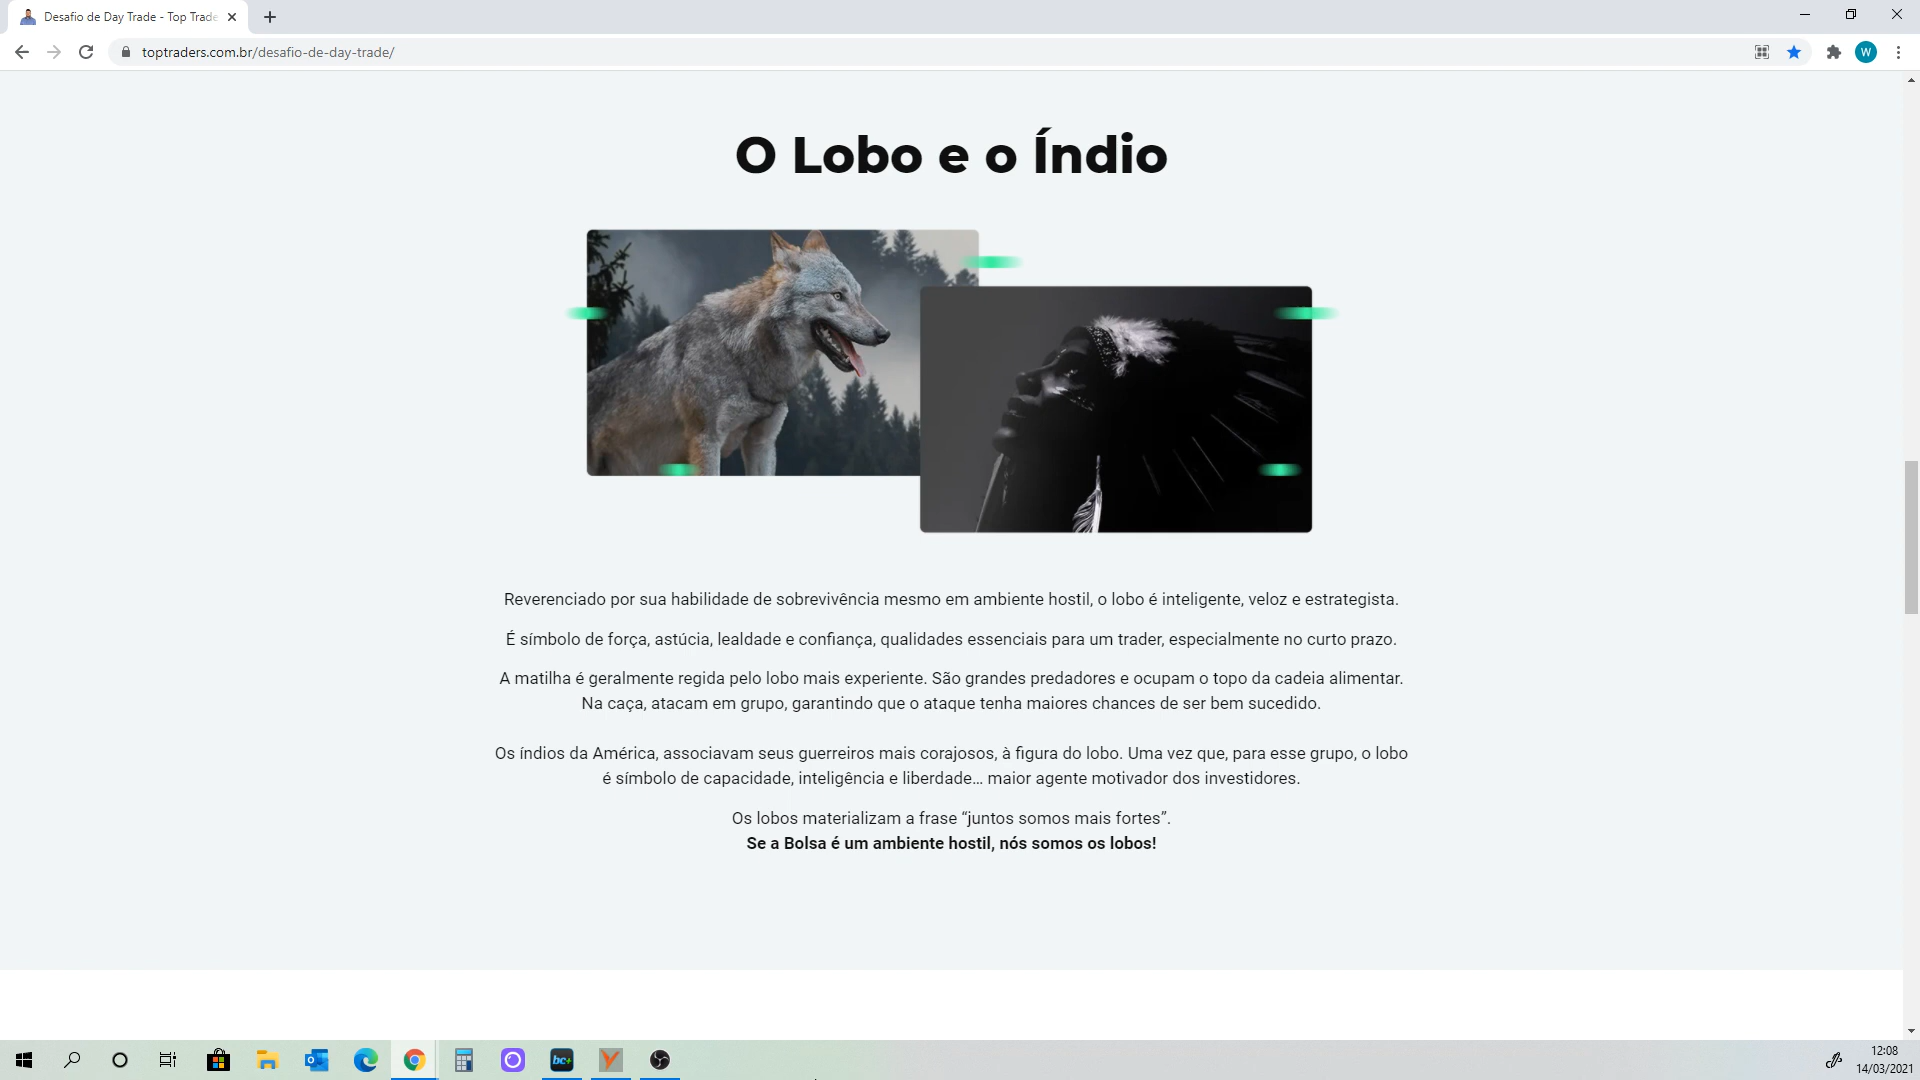 Desafio de Day Trade - Top Trade
toptraders.com.br/desafio-de-day-trade/
W
O Lobo e o Índio
Reverenciado por sua habilidade de sobrevivência mesmo em ambiente hostil, o lobo é inteligente, veloz e estrategista.
É símbolo de força, astúcia, lealdade e confiança, qualidades essenciais para um trader, especialmente no curto prazo.
A matilha é geralmente regida pelo lobo mais experiente. São grandes predadores e ocupam o topo da cadeia alimentar.
Na caça, atacam em grupo, garantindo que o ataque tenha maiores chances de ser bem sucedido.
Os índios da América, associavam seus guerreiros mais corajosos, à figura do lobo. Uma vez que, para esse grupo, o lobo
é símbolo de capacidade, inteligência e liberdade… maior agente motivador dos investidores.
Os lobos materializam a frase “juntos somos mais fortes”.
Se a Bolsa é um ambiente hostil, nós somos os lobos!
bc+
12:08
14/03/2021